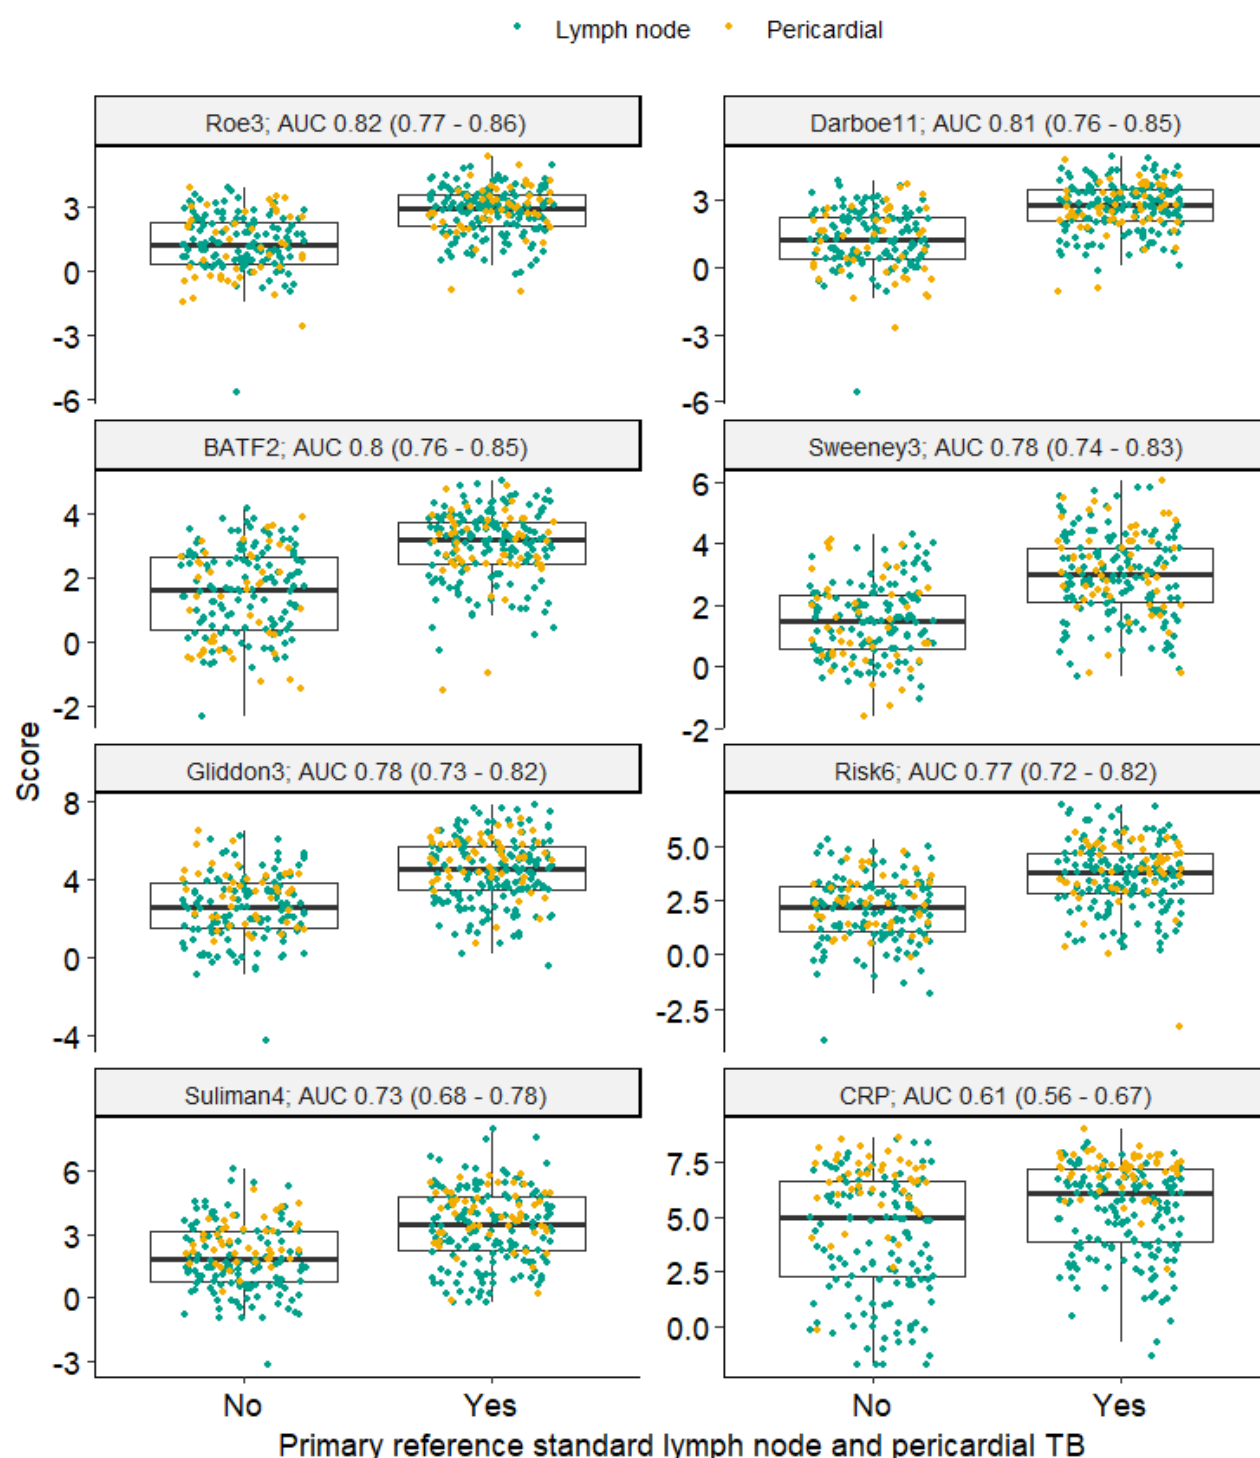 Lymph node Pericardial
Roe3; AUC 0.82 (0.77 - 0.86)
3
0
-3
-6
Darboe11; AUC 0.81 (0.76 - 0.85)
3
0
-3
-6
BATF2; AUC 0.8 (0.76 - 0.85)
4
2
0
-2
Sweeney3; AUC 0.78 (0.74 - 0.83)
6
4
2
0
-2
Score
Gliddon3; AUC 0.78 (0.73 - 0.82)
8
4
0
-4
Risk6; AUC 0.77 (0.72 - 0.82)
5.0
2.5
0.0
-2.5
Suliman4; AUC 0.73 (0.68 - 0.78)
6
3
0
-3
CRP; AUC 0.61 (0.56 - 0.67)
7.5
5.0
2.5
0.0
No Yes No Yes
Primary reference standard lymph node and pericardial TB